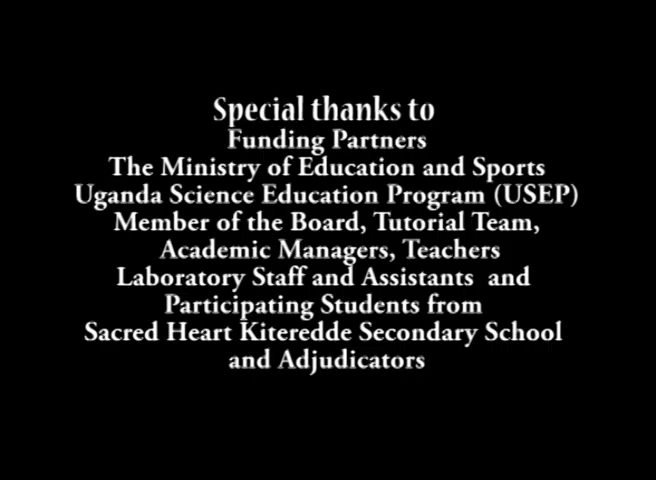 Special thanks to
Funding Partners
The Ministry of Education and Sports
Uganda Science Education Program (USEP)
Member of the Board, Tutorial Team,
Academic Managers, Teachers
Laboratory Staff and Assistants and
Participating Students from
Sacred Heart Kiteredde Secondary School
and Adjudicators